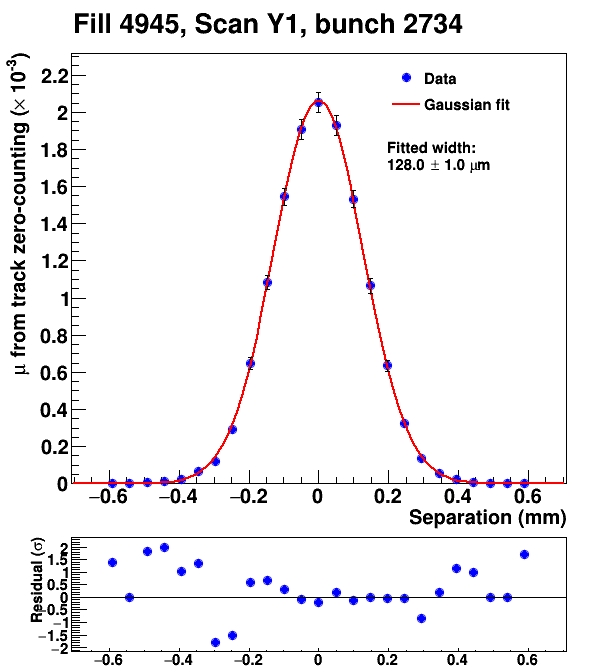 Fill 4945, Scan Y1, bunch 2734
μ from track zero-counting (× 10⁻³)
2.2
2
1.8
1.6
1.4
1.2
1
0.8
0.6
0.4
0.2
0
Data
Gaussian fit
Fitted width:
128.0 ± 1.0 μm
−0.6 −0.4 −0.2 0 0.2 0.4 0.6
Separation (mm)
Residual (σ)
2
1.5
1
0.5
0
−0.5
−1
−1.5
−2
−0.6 −0.4 −0.2 0 0.2 0.4 0.6